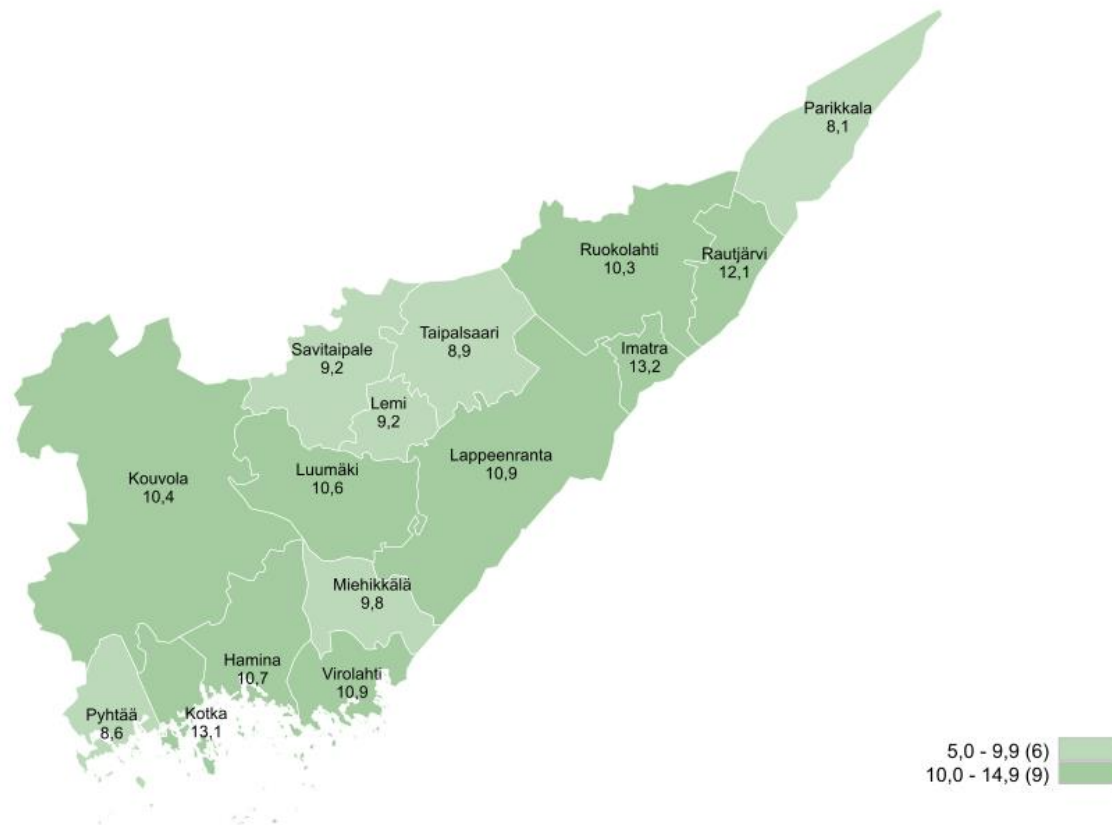 Parikkala
8,1
Ruokolahti
10,3
Rautjärvi
12,1
Taipalsaari
8,9
Savitaipale
9,2
Imatra
13,2
Lemi
9,2
Lappeenranta
10,9
Luumäki
10,6
Kouvola
10,4
Miehikkälä
9,8
Hamina
10,7
Virolahti
10,9
Pyhtää
8,6
Kotka
13,1
5,0 - 9,9 (6)
10,0 - 14,9 (9)